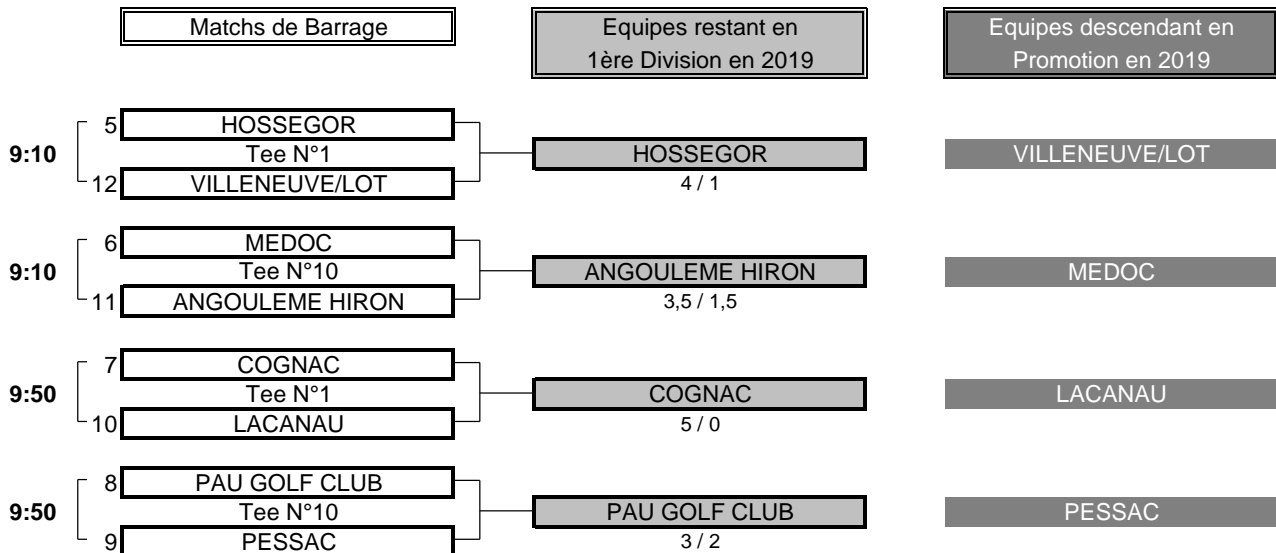 Matchs de Barrage
Equipes restant en
1ère Division en 2019
Equipes descendant en
Promotion en 2019
5 HOSSEGOR
9:10 Tee N°1 HOSSEGOR VILLENEUVE/LOT
12 VILLENEUVE/LOT 4 / 1
6 MEDOC
9:10 Tee N°10 ANGOULEME HIRON MEDOC
11 ANGOULEME HIRON 3,5 / 1,5
7 COGNAC
9:50 Tee N°1 COGNAC LACANAU
10 LACANAU 5 / 0
8 PAU GOLF CLUB
9:50 Tee N°10 PAU GOLF CLUB PESSAC
9 PESSAC 3 / 2